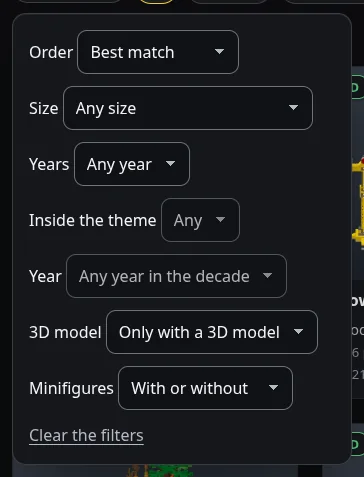 Order Best match
Size Any size
Years Any year
Inside the theme Any
Year Any year in the decade
3D model Only with a 3D model
Minifigures With or without
Clear the filters